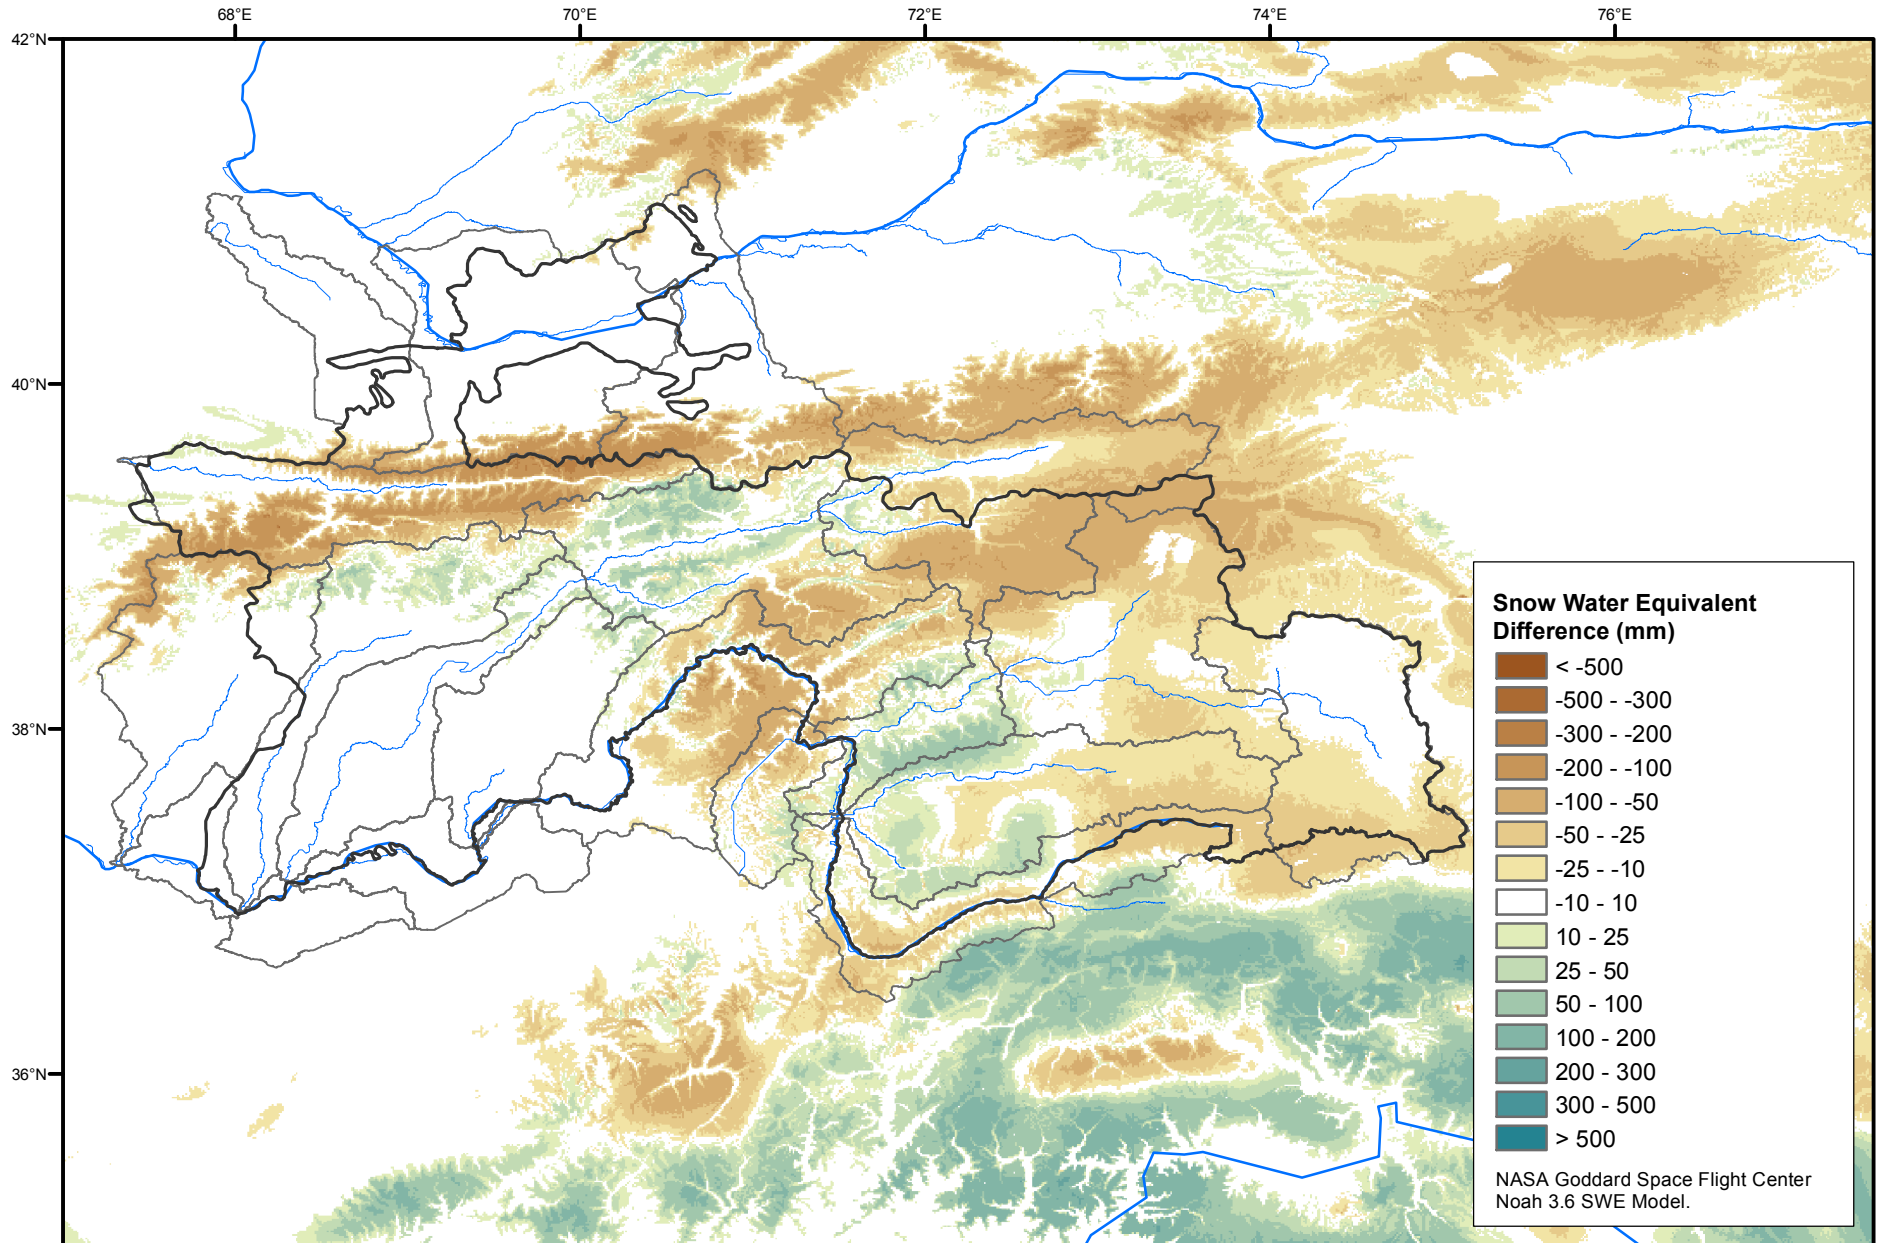 68°E
70°E
72°E
74°E
76°E
42°N
40°N
38°N
36°N
Snow Water Equivalent
Difference (mm)
< -500
-500 - -300
-300 - -200
-200 - -100
-100 - -50
-50 - -25
-25 - -10
-10 - 10
10 - 25
25 - 50
50 - 100
100 - 200
200 - 300
300 - 500
> 500
NASA Goddard Space Flight Center
Noah 3.6 SWE Model.